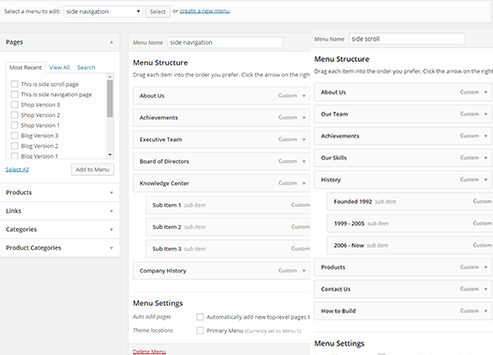 Select a menu to edit: side navigation Select or create a new menu.
Pages
Most Recent View All Search
This is side scroll page
This is side navigation page
Shop Version 3
Shop Version 2
Shop Version 1
Blog Version 3
Blog Version 2
Blog Version 1
Select All Add to Menu
Products
Links
Categories
Product Categories
Menu Name side navigation
Menu Structure
Drag each item into the order you prefer. Click the arrow on the righ
About Us Custom
Achievements Custom
Executive Team Custom
Board of Directors Custom
Knowledge Center Custom
Sub Item 1 sub item Custom
Sub Item 2 sub item Custom
Sub Item 3 sub item Custom
Company History Custom
Menu Settings
Auto add pages Automatically add new top-level pages t
Theme locations Primary Menu (Currently set to: Menu 1)
Delete Menu
Menu Name side scroll
Menu Structure
Drag each item into the order you prefer. Click the arrow on the right
About Us Custom
Our Team Custom
Achievements Custom
Our Skills Custom
History Custom
Founded 1992 sub item Custom
1999 - 2005 sub item Custom
2006 - Now sub item Custom
Products Custom
Contact Us Custom
How to Build Custom
Menu Settings